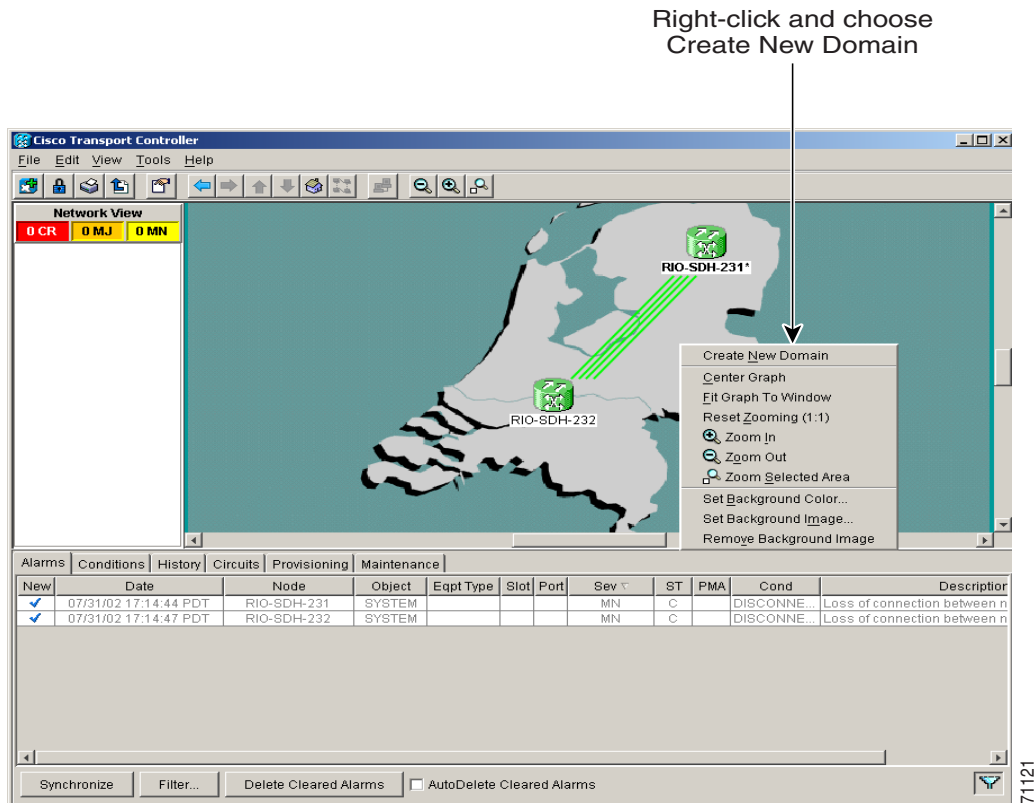 Right-click and choose
Create New Domain
Cisco Transport Controller
File Edit View Tools Help
Network View
0 CR 0 MJ 0 MN
RIO-SDH-231*
RIO-SDH-232
Create New Domain
Center Graph
Fit Graph To Window
Reset Zooming (1:1)
Zoom In
Zoom Out
Zoom Selected Area
Set Background Color...
Set Background Image...
Remove Background Image
Alarms Conditions History Circuits Provisioning Maintenance
New Date Node Object Eqpt Type Slot Port Sev ST PMA Cond Description
07/31/02 17:14:44 PDT RIO-SDH-231 SYSTEM MN C DISCONNE... Loss of connection between n
07/31/02 17:14:47 PDT RIO-SDH-232 SYSTEM MN C DISCONNE... Loss of connection between n
Synchronize Filter... Delete Cleared Alarms AutoDelete Cleared Alarms
71121